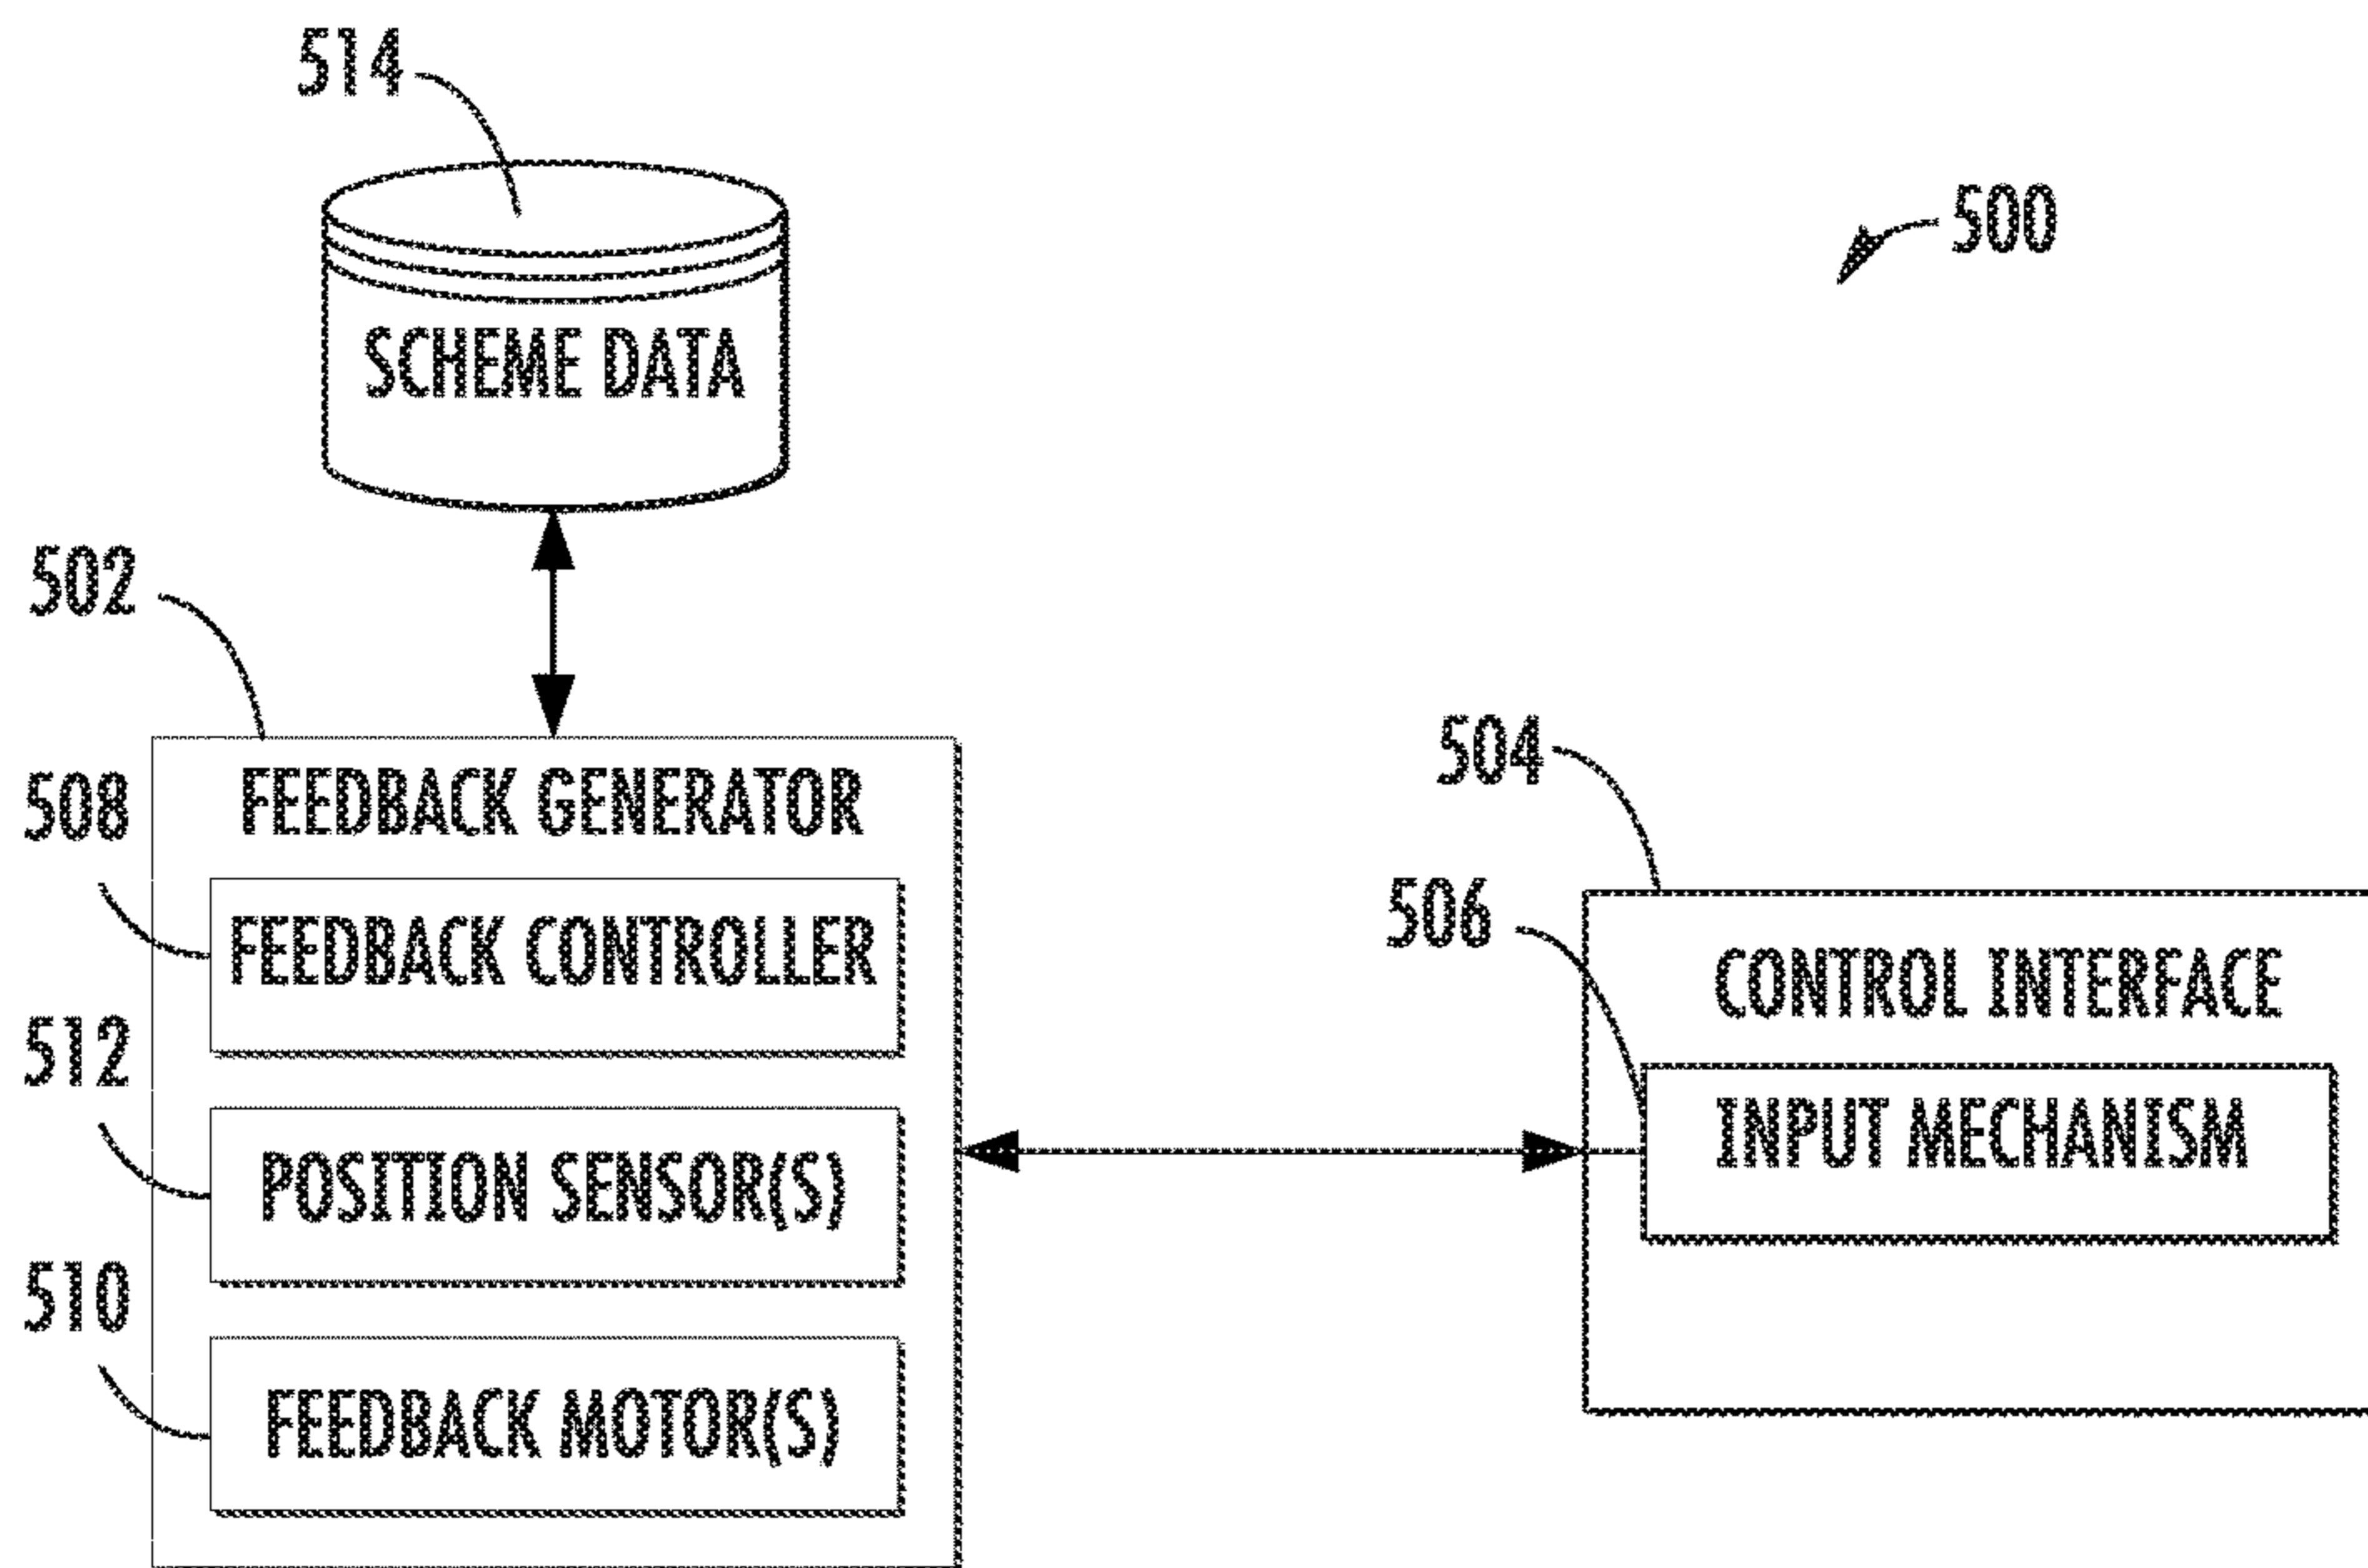 514
500
SCHEME DATA
502
FEEDBACK GENERATOR
508
FEEDBACK CONTROLLER
512
POSITION SENSOR(S)
510
FEEDBACK MOTOR(S)
504
CONTROL INTERFACE
506
INPUT MECHANISM